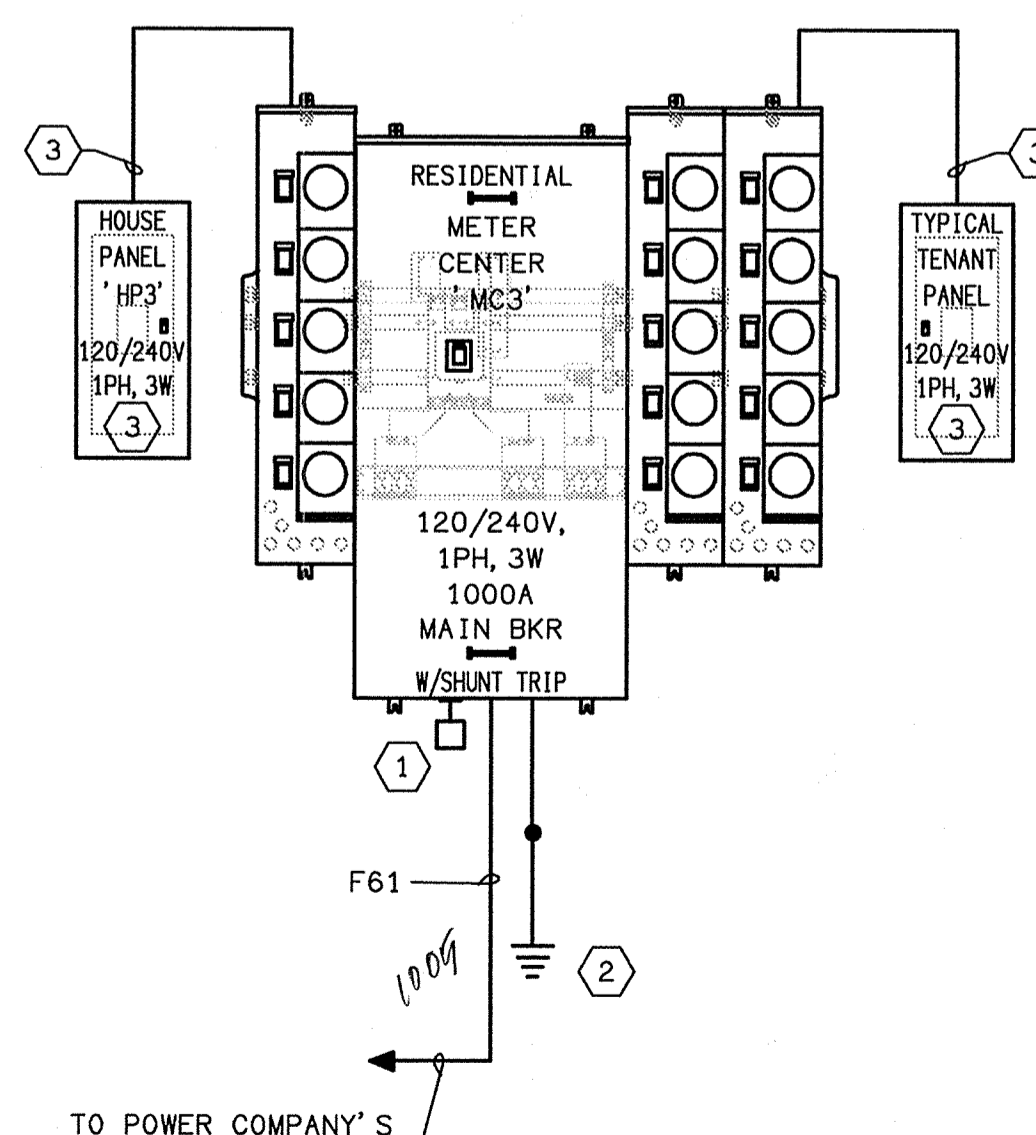 3
HOUSE
PANEL
'HP3'
120/240V
1PH, 3W
3
RESIDENTIAL
METER
CENTER
'MC3'
120/240V,
1PH, 3W
1000A
MAIN BKR
W/SHUNT TRIP
3
TYPICAL
TENANT
PANEL
120/240V
1PH, 3W
3
1
F61
2
TO POWER COMPANY'S